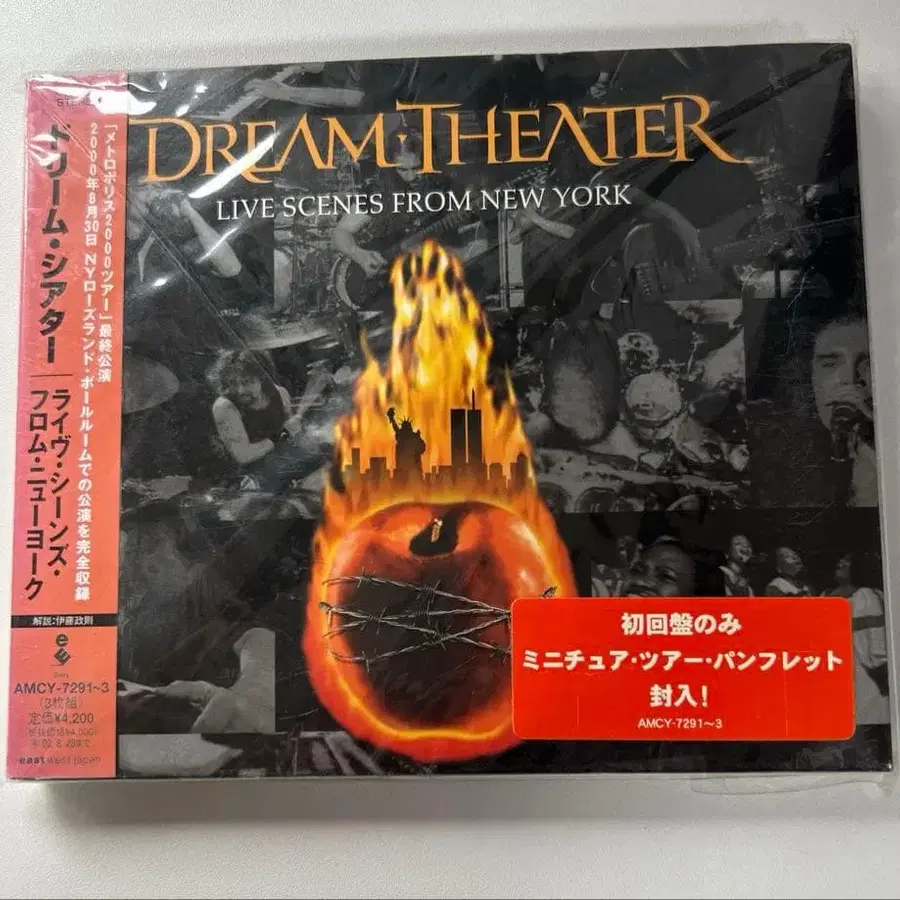 DREAM·THEATER
LIVE SCENES FROM NEW YORK
ドリーム・シアター
ライヴ・シーンズ・
フロム・ニューヨーク
「メトロポリス2000ツアー」最終公演
2000年8月30日 NYローズランド・ボールルームでの公演を完全収録
解説:伊藤政則
AMCY-7291~3
(3枚組)
定価¥4,200
east west japan
初回盤のみ
ミニチュア・ツアー・パンフレット
封入!
AMCY-7291~3